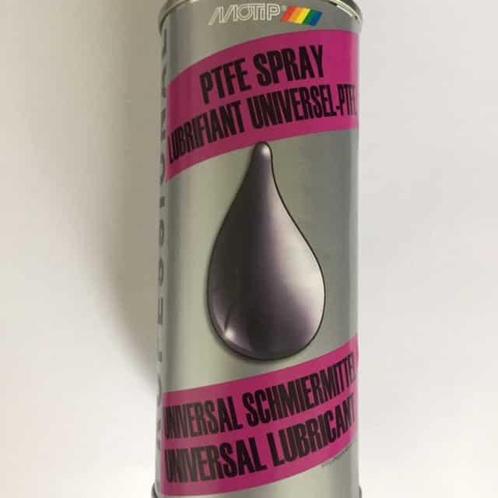 MOTIP
PTFE SPRAY
LUBRIFIANT UNIVERSEL-PTFE
UNIVERSAL SCHMIERMITTEL
UNIVERSAL LUBRICANT